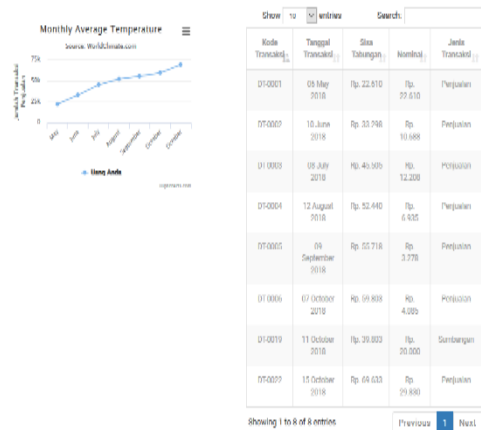 Monthly Average Temperature
Source: WorldClimate.com
Jumlah Transaksi
Penjualan
75k
50k
25k
0
May
June
July
August
September
October
October
Uang Anda
Highcharts.com
Show 10 entries Search:
Kode Transaksi Tanggal Transaksi Sisa Tabungan Nominal Jenis Transaksi
DT-0001 05 May 2018 Rp. 22.610 Rp. 22.610 Penjualan
DT-0002 10 June 2018 Rp. 33.298 Rp. 10.688 Penjualan
DT-0003 08 July 2018 Rp. 45.505 Rp. 12.208 Penjualan
DT-0004 12 August 2018 Rp. 52.440 Rp. 6.935 Penjualan
DT-0005 09 September 2018 Rp. 55.718 Rp. 3.278 Penjualan
DT-0006 07 October 2018 Rp. 59.803 Rp. 4.085 Penjualan
DT-0019 11 October 2018 Rp. 39.803 Rp. 20.000 Sumbangan
DT-0022 15 October 2018 Rp. 69.633 Rp. 29.830 Penjualan
Showing 1 to 8 of 8 entries
Previous 1 Next